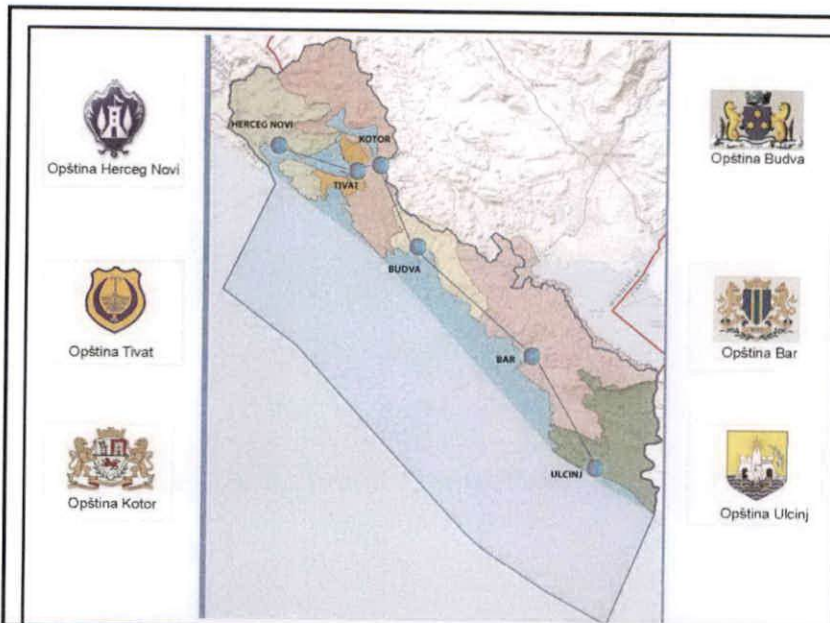 Opština Herceg Novi
Opština Tivat
Opština Kotor
HERCEG NOVI
KOTOR
TIVAT
BUDVA
BAR
ULCINJ
Opština Budva
Opština Bar
Opština Ulcinj